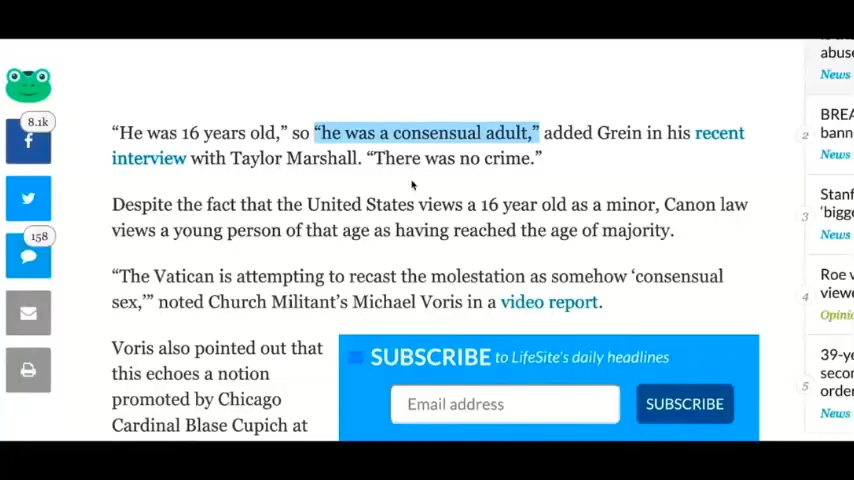 abuse
News
8.1k
“He was 16 years old,” so “he was a consensual adult,” added Grein in his recent
interview with Taylor Marshall. “There was no crime.”
BREA
2
bann
News
Despite the fact that the United States views a 16 year old as a minor, Canon law
views a young person of that age as having reached the age of majority.
Stanf
3
‘bigge
News
158
“The Vatican is attempting to recast the molestation as somehow ‘consensual
sex,’” noted Church Militant’s Michael Voris in a video report.
Roe v
4
viewe
Opinio
Voris also pointed out that
this echoes a notion
promoted by Chicago
Cardinal Blase Cupich at
SUBSCRIBE to LifeSite's daily headlines
Email address
SUBSCRIBE
39-ye
5
secon
order
News